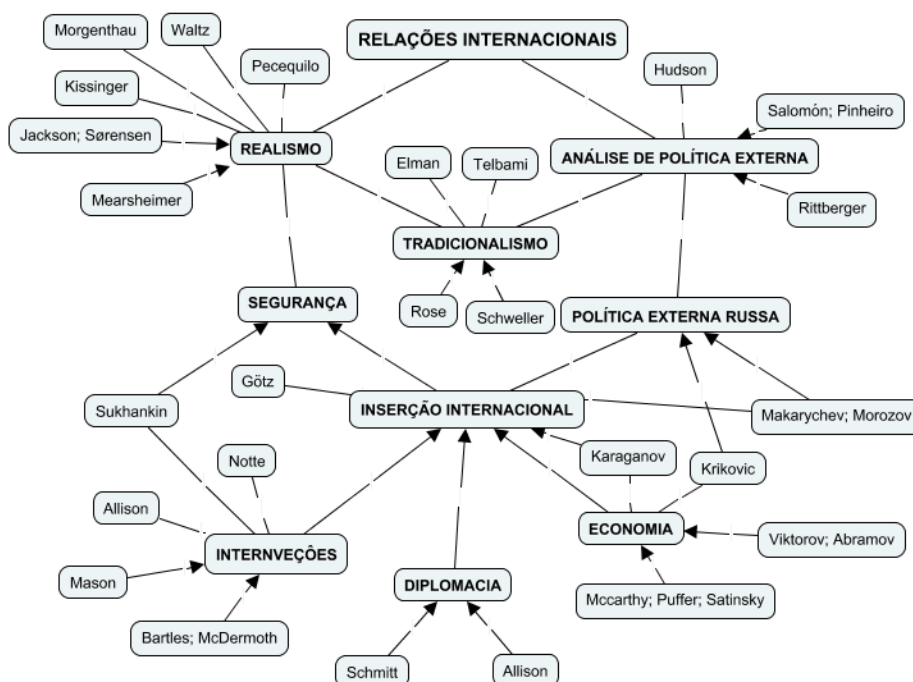 Morgenthau
Waltz
RELAÇÕES INTERNACIONAIS
Pecequilo
Hudson
Kissinger
Salomón; Pinheiro
Jackson; Sørensen
REALISMO
Elman
Telbami
ANÁLISE DE POLÍTICA EXTERNA
Mearsheimer
Rittberger
TRADICIONALISMO
SEGURANÇA
Rose
Schweller
POLÍTICA EXTERNA RUSSA
Götz
Sukhankin
INSERÇÃO INTERNACIONAL
Makarychev; Morozov
Notte
Karaganov
Krikovic
Allison
ECONOMIA
Viktorov; Abramov
INTERNVEÇÕES
Mason
DIPLOMACIA
Mccarthy; Puffer; Satinsky
Bartles; McDermoth
Schmitt
Allison